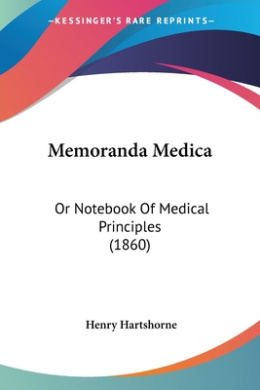 KESSINGER'S RARE REPRINTS
Memoranda Medica
Or Notebook Of Medical
Principles
(1860)
Henry Hartshorne